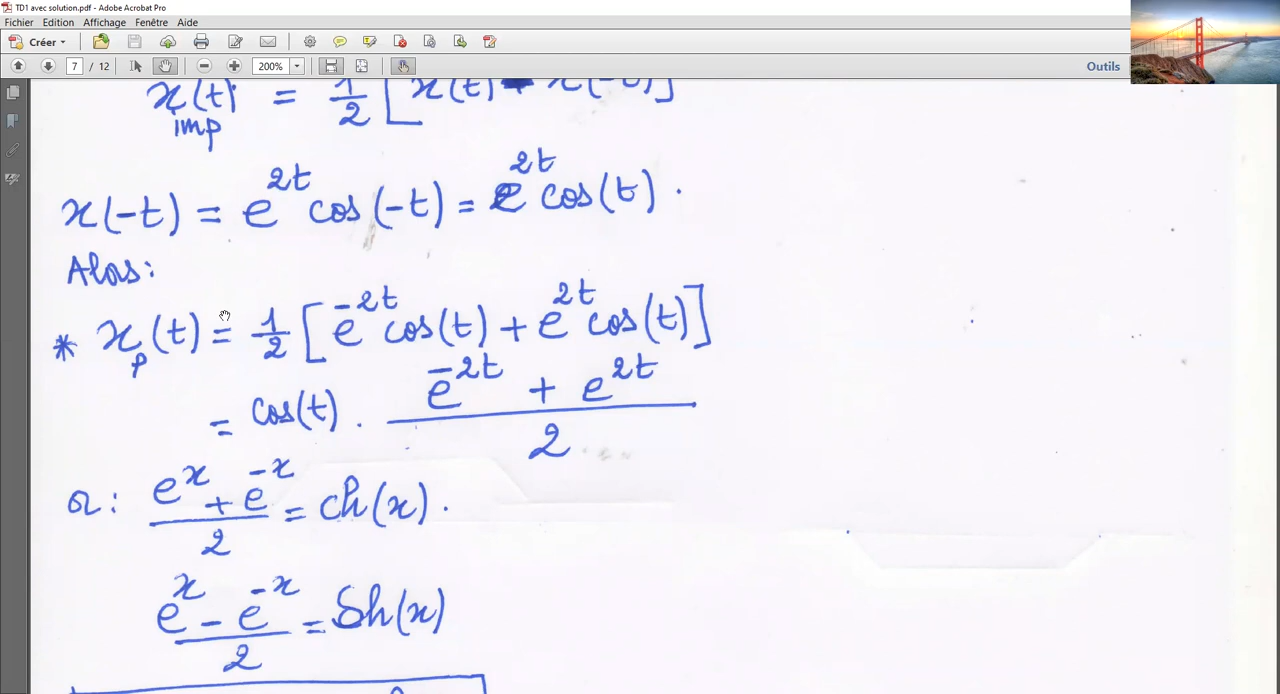 TD1 avec solution.pdf - Adobe Acrobat Pro
Fichier Edition Affichage Fenêtre Aide
Créer
7 / 12 200% Outils
x(t) = 1/2 [x(t) - x(-t)]
imp
x(-t) = e^{2t} cos(-t) = e^{2t} cos(t).
Alors:
* x_p(t) = 1/2 [e^{-2t} cos(t) + e^{2t} cos(t)]
= cos(t) . (e^{-2t} + e^{2t})/2
or: (e^x + e^{-x})/2 = ch(x).
(e^x - e^{-x})/2 = Sh(x)